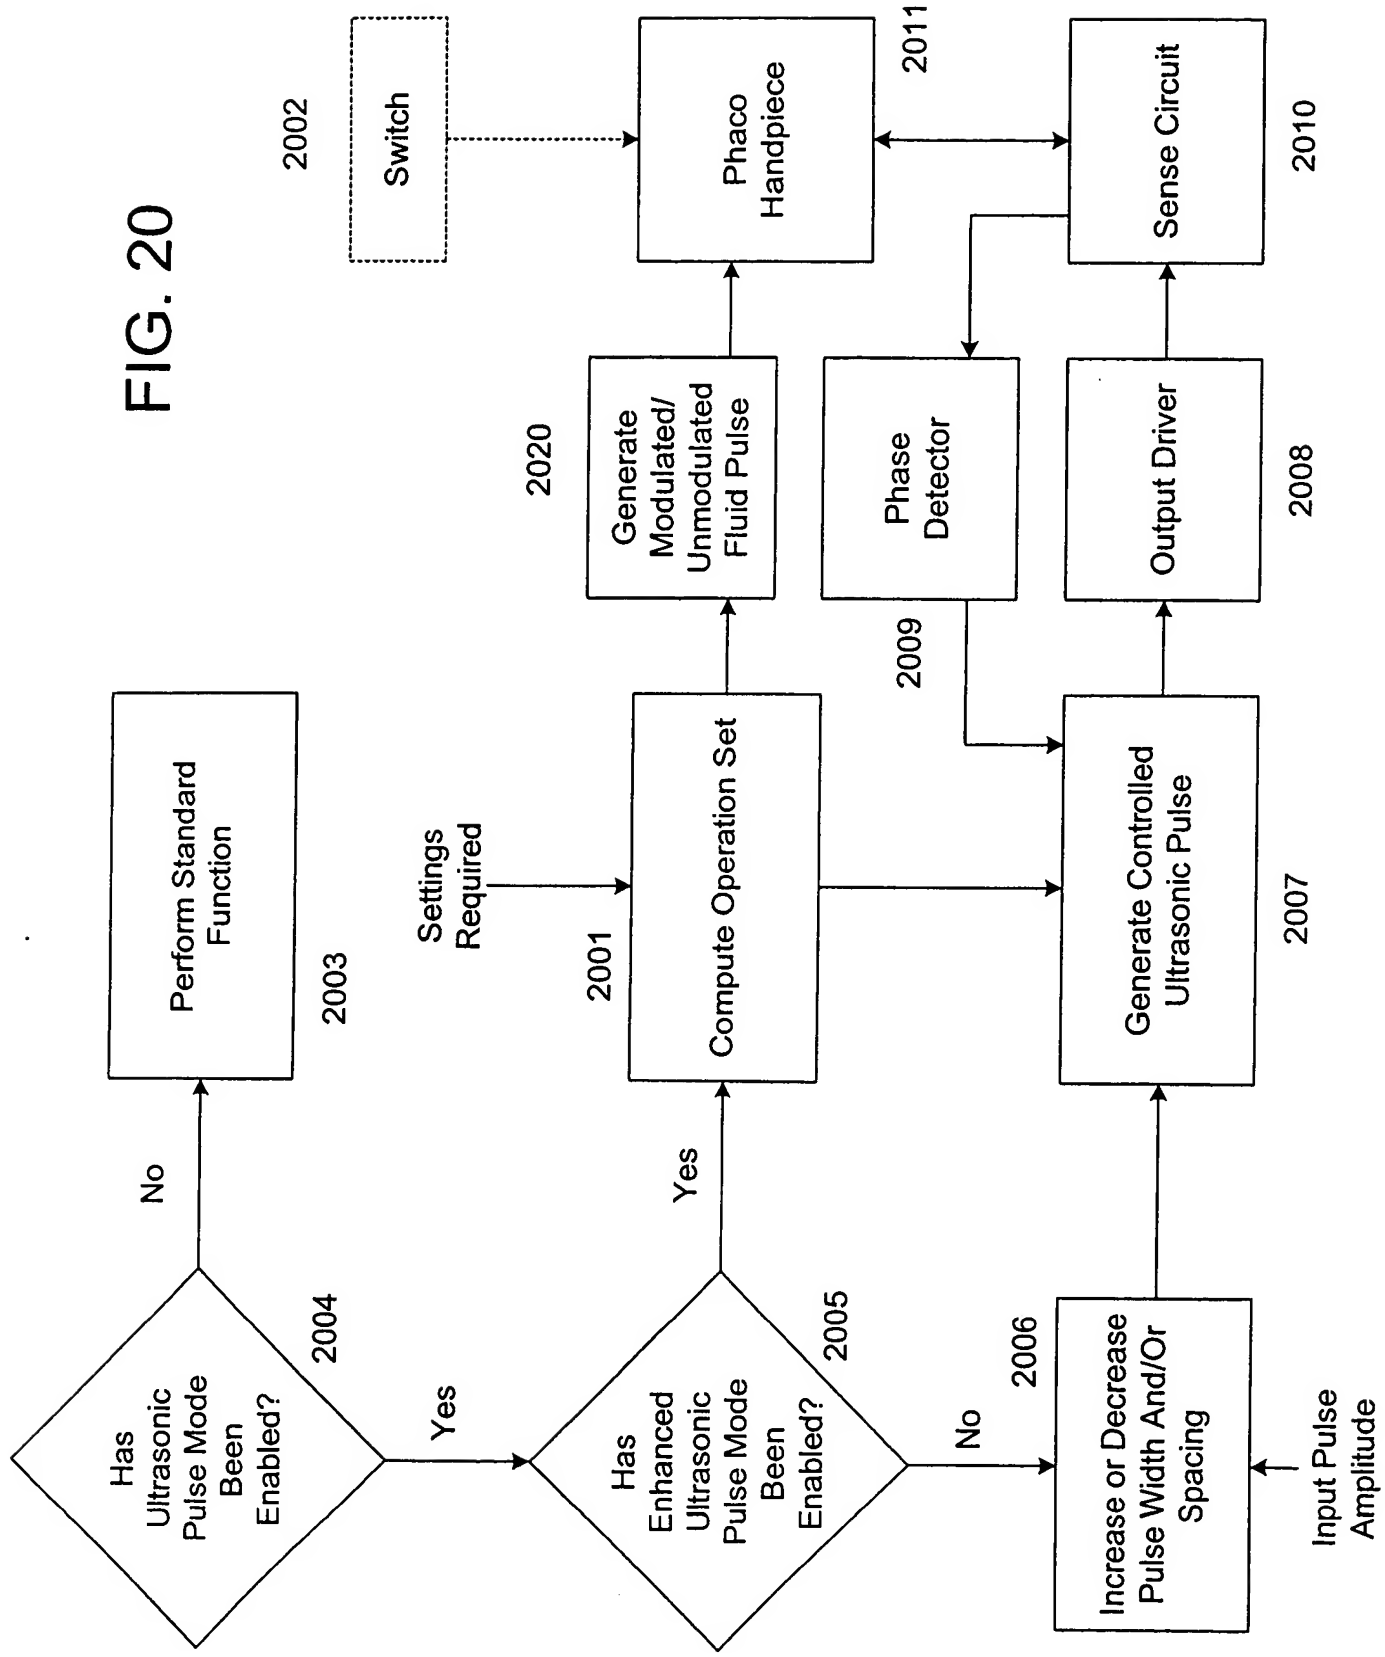 FIG. 20
Has
Ultrasonic
Pulse Mode
Been
Enabled?
2004
No
Perform Standard
Function
2003
Yes
Has
Enhanced
Ultrasonic
Pulse Mode
Been
Enabled?
2005
Yes
Settings
Required
2001
Compute Operation Set
2020
Generate
Modulated/
Unmodulated
Fluid Pulse
2002
Switch
Phaco
Handpiece
2011
No
2006
Increase or Decrease
Pulse Width And/Or
Spacing
Input Pulse
Amplitude
Generate Controlled
Ultrasonic Pulse
2007
2009
Phase
Detector
Output Driver
2008
Sense Circuit
2010